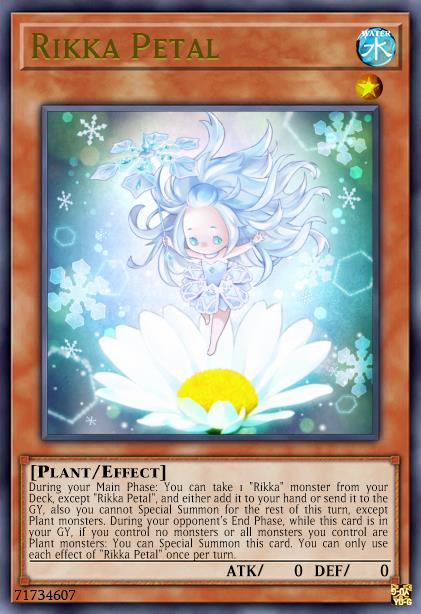 Rikka Petal
WATER
水
[Plant/Effect]
During your Main Phase: You can take 1 "Rikka" monster from your
Deck, except "Rikka Petal", and either add it to your hand or send it to the
GY, also you cannot Special Summon for the rest of this turn, except
Plant monsters. During your opponent's End Phase, while this card is in
your GY, if you control no monsters or all monsters you control are
Plant monsters: You can Special Summon this card. You can only use
each effect of "Rikka Petal" once per turn.
ATK/ 0 DEF/ 0
71734607